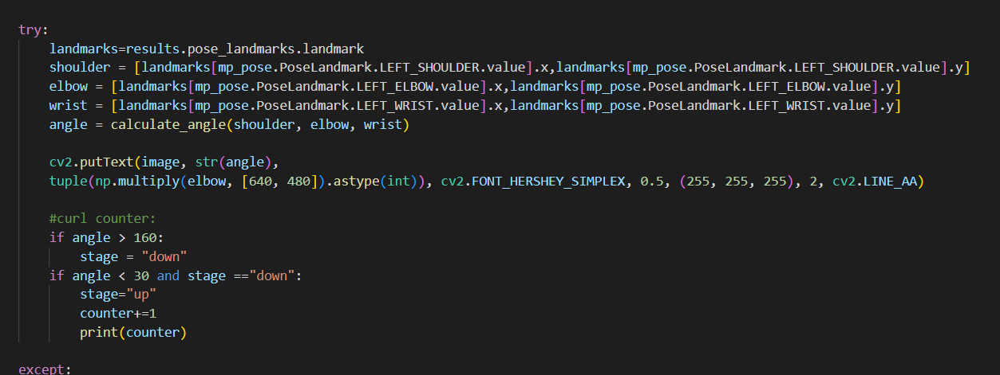 try:
landmarks=results.pose_landmarks.landmark
shoulder = [landmarks[mp_pose.PoseLandmark.LEFT_SHOULDER.value].x,landmarks[mp_pose.PoseLandmark.LEFT_SHOULDER.value].y]
elbow = [landmarks[mp_pose.PoseLandmark.LEFT_ELBOW.value].x,landmarks[mp_pose.PoseLandmark.LEFT_ELBOW.value].y]
wrist = [landmarks[mp_pose.PoseLandmark.LEFT_WRIST.value].x,landmarks[mp_pose.PoseLandmark.LEFT_WRIST.value].y]
angle = calculate_angle(shoulder, elbow, wrist)
cv2.putText(image, str(angle),
tuple(np.multiply(elbow, [640, 480]).astype(int)), cv2.FONT_HERSHEY_SIMPLEX, 0.5, (255, 255, 255), 2, cv2.LINE_AA)
#curl counter:
if angle > 160:
stage = "down"
if angle < 30 and stage =="down":
stage="up"
counter+=1
print(counter)
except: